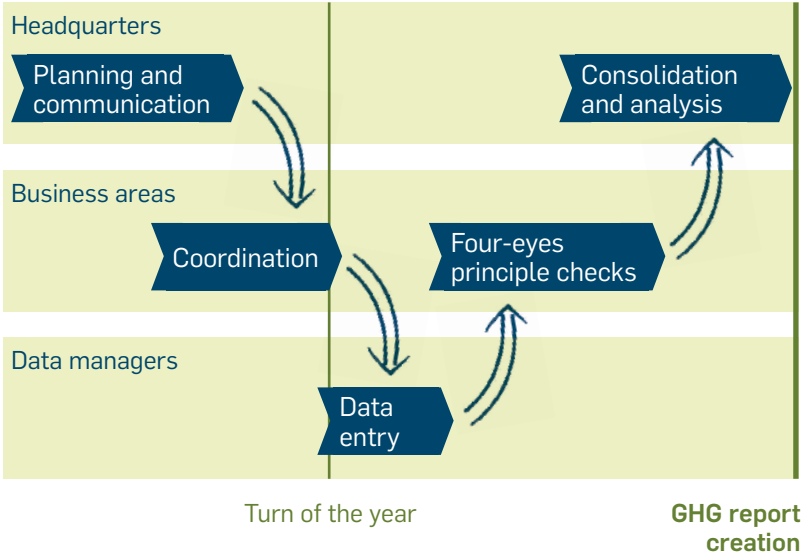 Headquarters
Planning and
communication
Consolidation
and analysis
Business areas
Coordination
Four-eyes
principle checks
Data managers
Data
entry
Turn of the year
GHG report
creation